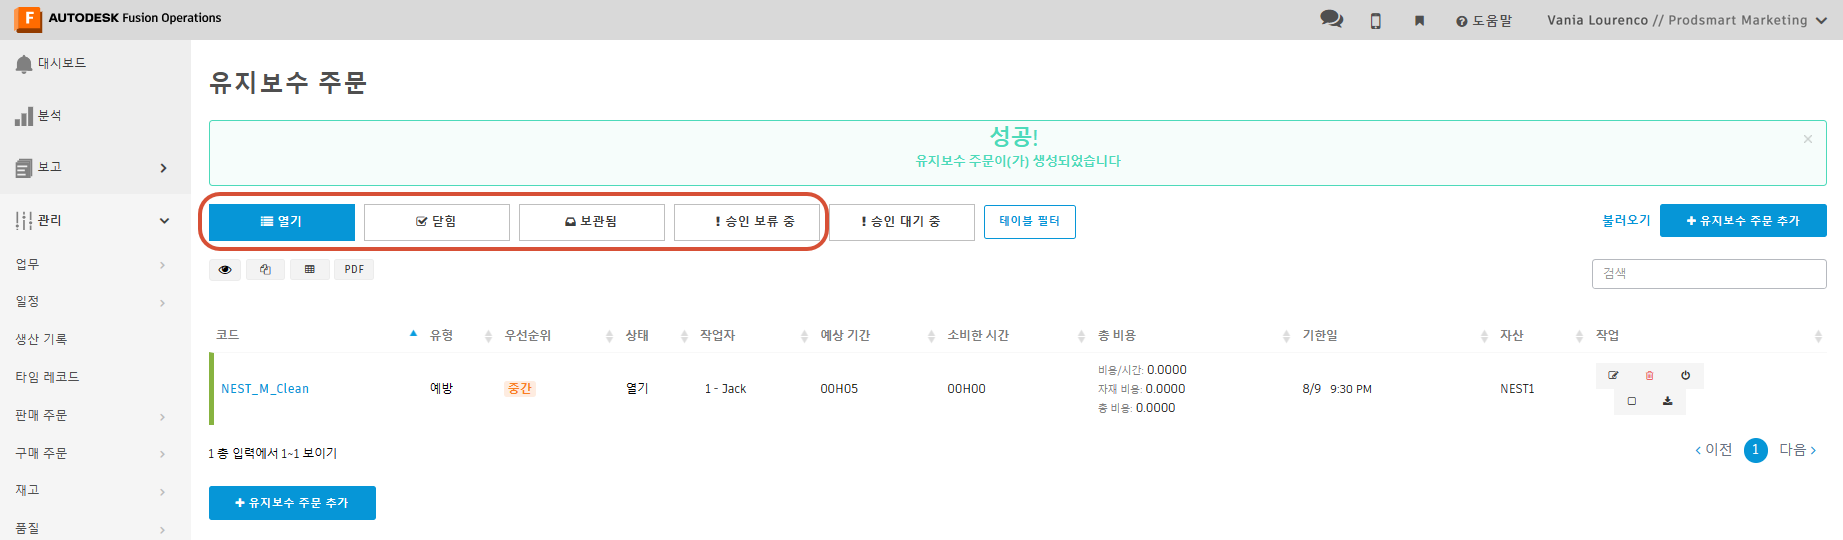 F AUTODESK Fusion Operations
도움말
Vania Lourenco // Prodsmart Marketing
대시보드
분석
보고
관리
업무
일정
생산 기록
타임 레코드
판매 주문
구매 주문
재고
품질
유지보수 주문
성공!
유지보수 주문이(가) 생성되었습니다
×
열기 닫힘 보관됨 승인 보류 중 승인 대기 중 테이블 필터 불러오기 + 유지보수 주문 추가
PDF
검색
코드 유형 우선순위 상태 작업자 예상 기간 소비한 시간 총 비용 기한일 자산 작업
NEST_M_Clean 예방 중간 열기 1 - Jack 00H05 00H00
비용/시간: 0.0000
자재 비용: 0.0000
총 비용: 0.0000
8/9 9:30 PM NEST1
1 총 입력에서 1~1 보이기
이전 1 다음
+ 유지보수 주문 추가